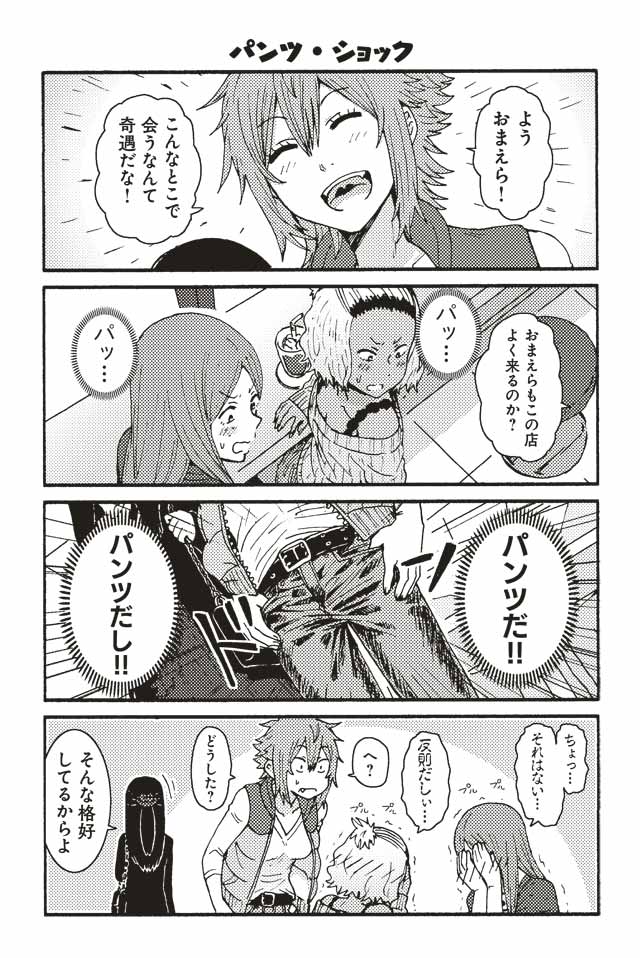 パンツ・ショック
よう
おまえら！
こんなとこで
会うなんて
奇遇だな！
おまえらもこの店
よく来るのか？
パッ…
パッ…
パンツだ!!
パンツだし!!
ちょっ…
それはない…
反則だしぃ…
へ？
どうした？
そんな格好
してるからよ